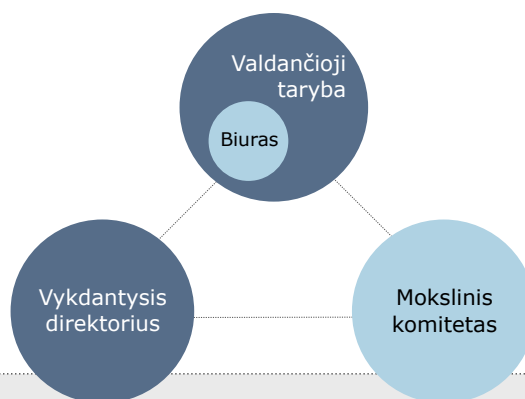 Valdančioji
taryba
Biuras
Vykdantysis
direktorius
Mokslinis
komitetas